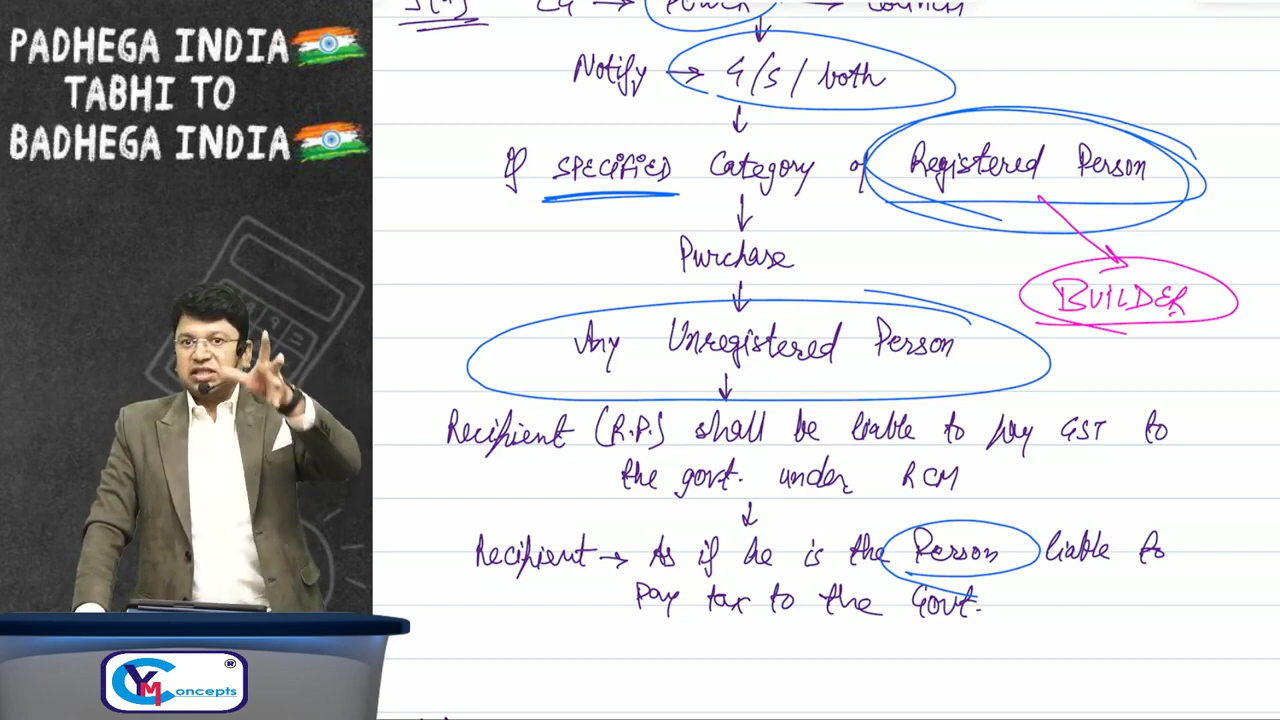 PADHEGA INDIA
TABHI TO
BADHEGA INDIA
Notify → G/S/both
If SPECIFIED Category of Registered Person
Purchase
BUILDER
Any Unregistered Person
Recipient (R.P.) shall be liable to pay GST to
the govt. under RCM
Recipient → As if he is the Person liable to
Pay tax to the Govt.
YM Concepts ®